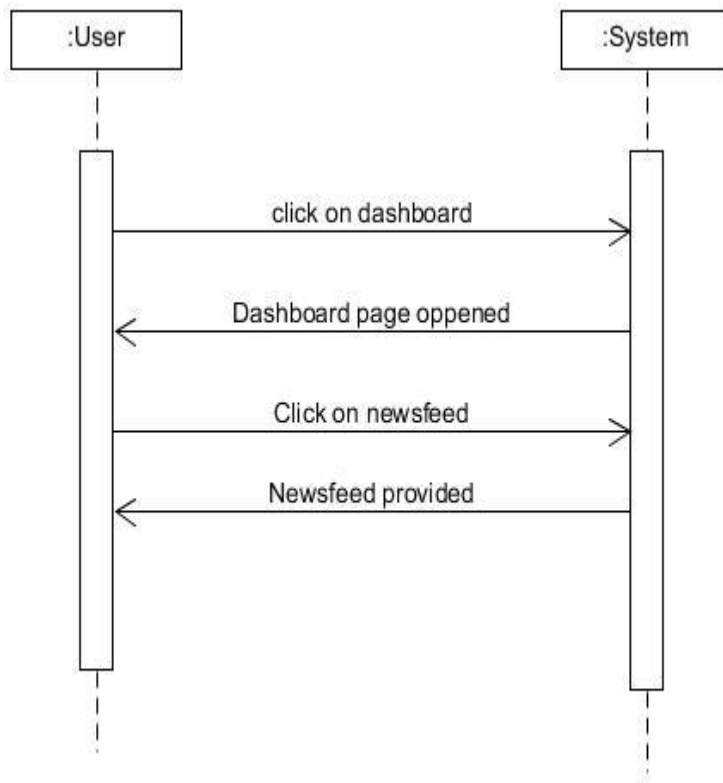 :User
:System
click on dashboard
Dashboard page oppened
Click on newsfeed
Newsfeed provided